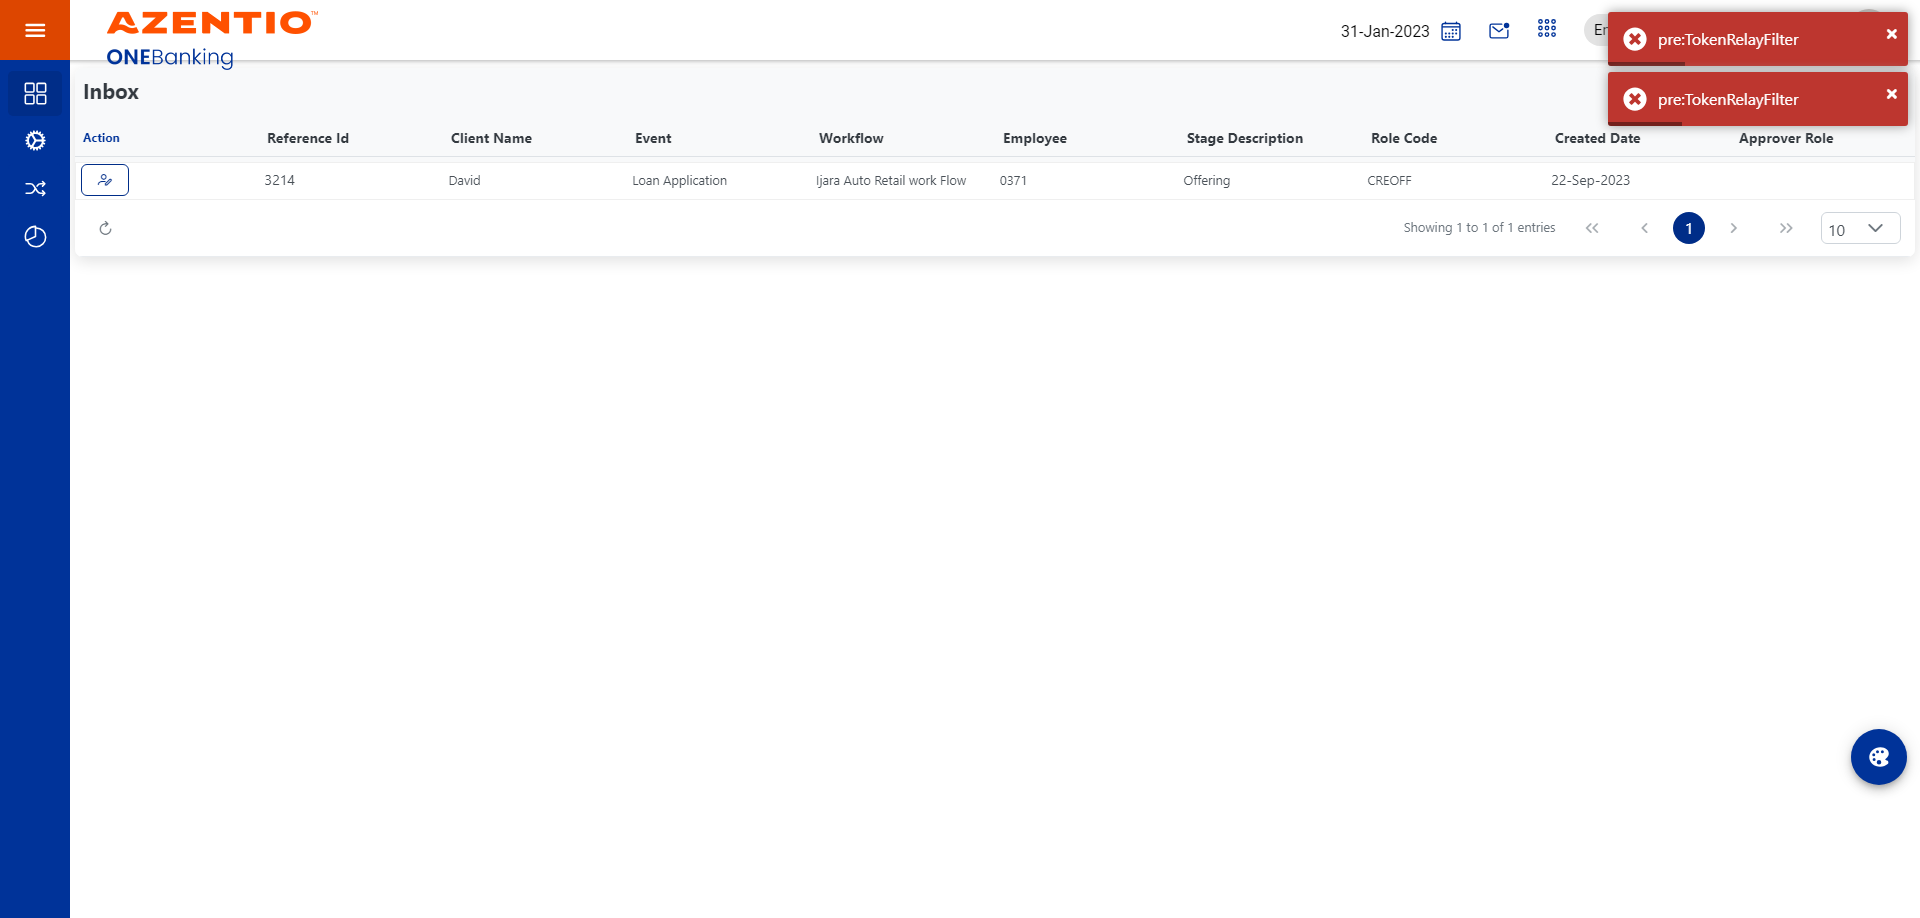 AZENTIO™
ONEBanking
31-Jan-2023
pre:TokenRelayFilter
pre:TokenRelayFilter
Inbox
Action Reference Id Client Name Event Workflow Employee Stage Description Role Code Created Date Approver Role
3214 David Loan Application Ijara Auto Retail work Flow 0371 Offering CREOFF 22-Sep-2023
Showing 1 to 1 of 1 entries 1 10